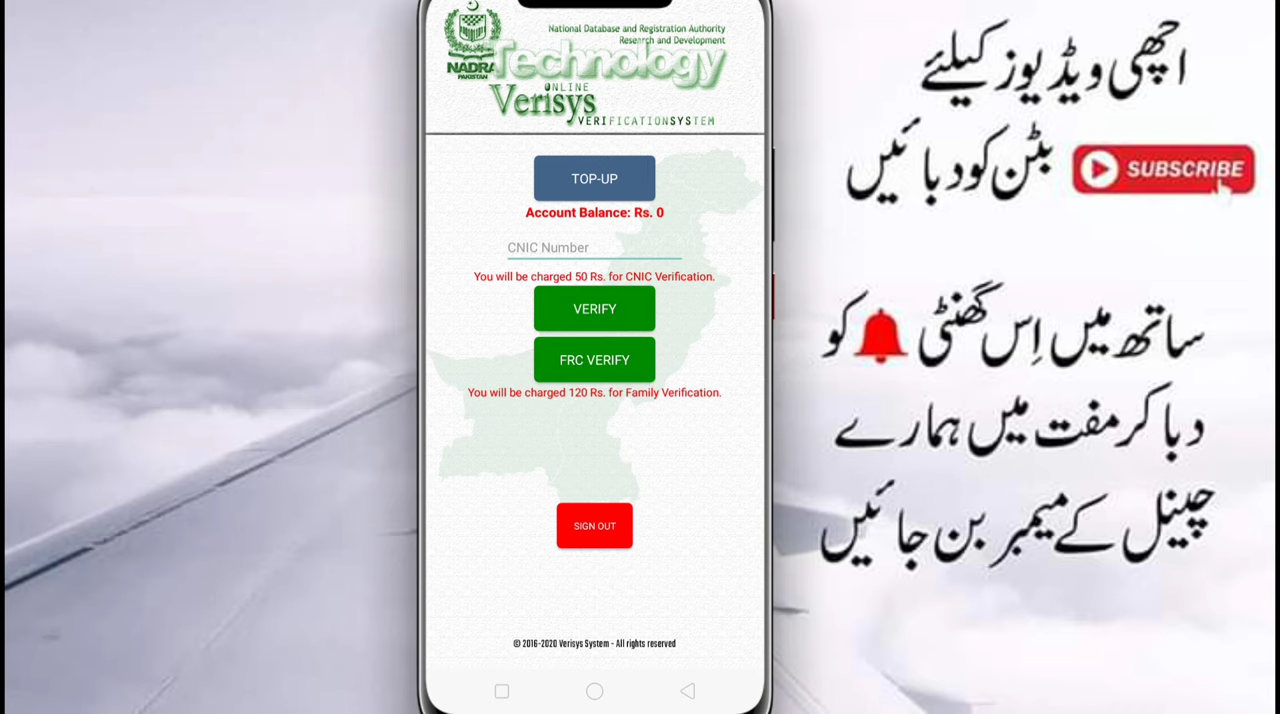 National Database and Registration Authority
Research and Development
NADRA
PAKISTAN
Technology
ONLINE
Verisys
VERIFICATIONSYSTEM
TOP-UP
Account Balance: Rs. 0
CNIC Number
You will be charged 50 Rs. for CNIC Verification.
VERIFY
FRC VERIFY
You will be charged 120 Rs. for Family Verification.
SIGN OUT
© 2016-2020 Verisys System - All rights reserved
اچھی ویڈیوز کیلئے
بٹن کو دبائیں
SUBSCRIBE
ساتھ میں اِس گھنٹی کو
دبا کر مفت میں ہمارے
چینل کے میمبر بن جائیں